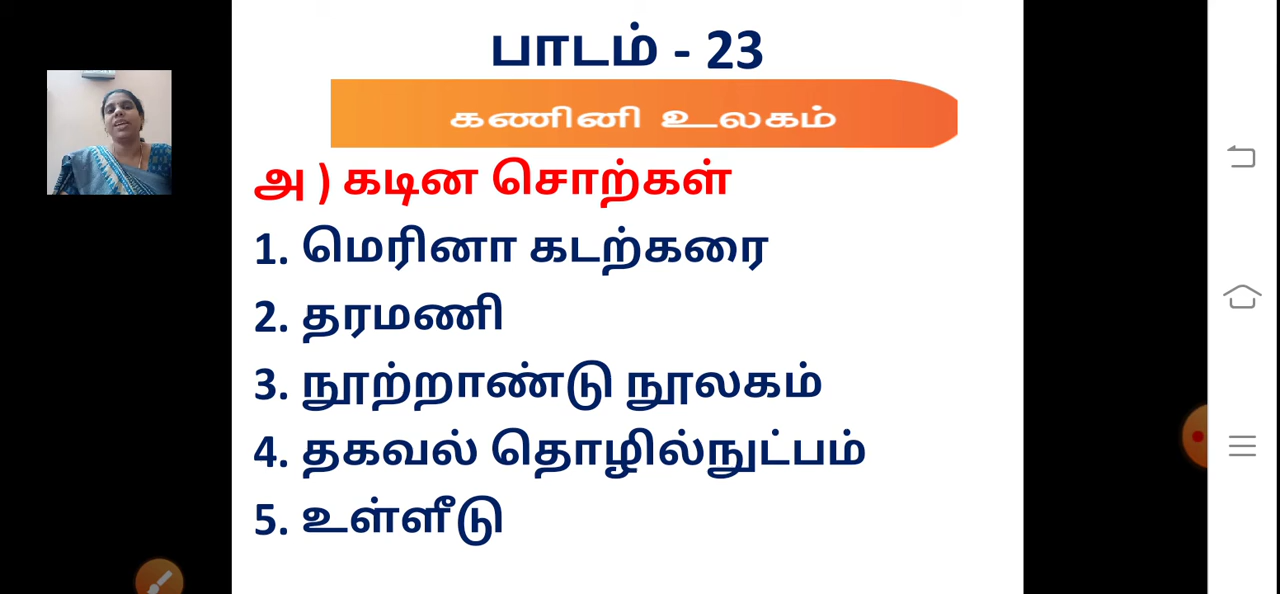 பாடம் - 23
கணினி உலகம்
அ ) கடின சொற்கள்
1. மெரினா கடற்கரை
2. தரமணி
3. நூற்றாண்டு நூலகம்
4. தகவல் தொழில்நுட்பம்
5. உள்ளீடு